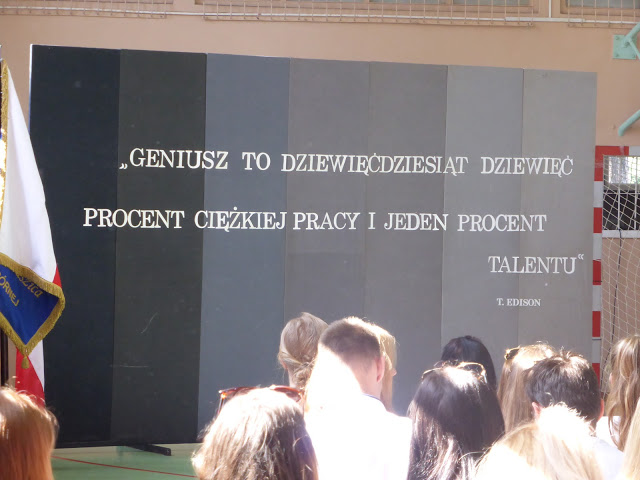 „GENIUSZ TO DZIEWIĘĆDZIESIĄT DZIEWIĘĆ
PROCENT CIĘŻKIEJ PRACY I JEDEN PROCENT
TALENTU“
T. EDISON